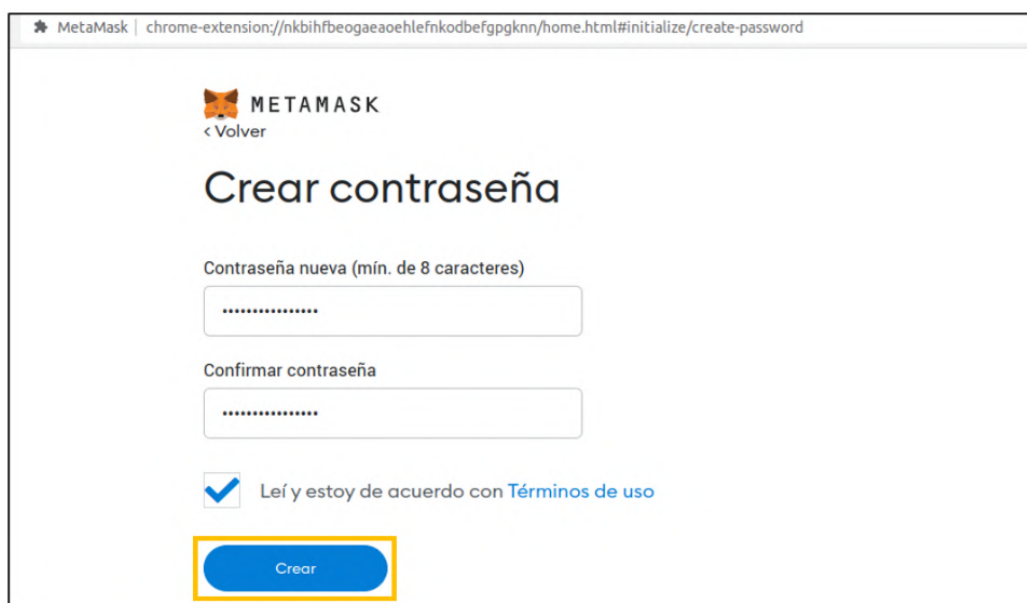 MetaMask | chrome-extension://nkbihfbeogaeaoehlefnkodbefgpgknn/home.html#initialize/create-password
METAMASK
< Volver
Crear contraseña
Contraseña nueva (mín. de 8 caracteres)
••••••••••••••••
Confirmar contraseña
••••••••••••••••
Leí y estoy de acuerdo con Términos de uso
Crear